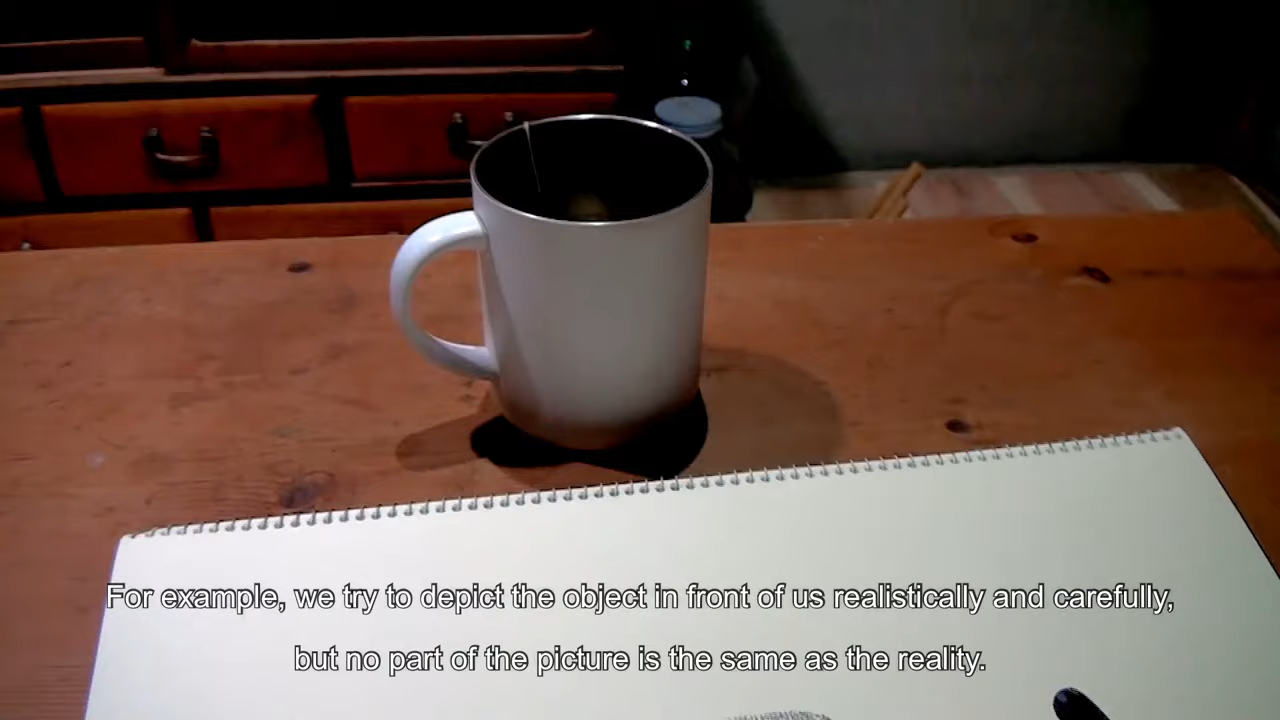 For example, we try to depict the object in front of us realistically and carefully,
but no part of the picture is the same as the reality.